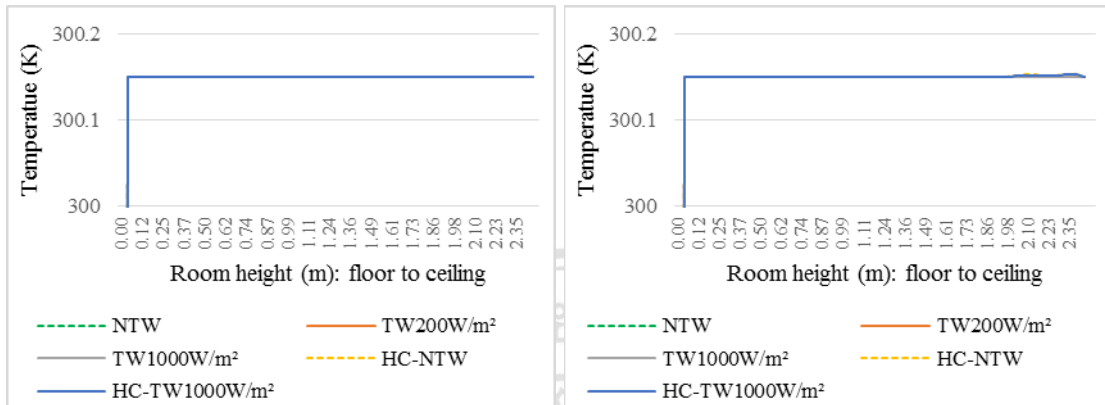 300.2
300.1
300
Temperatue (K)
0.00 0.12 0.25 0.37 0.50 0.62 0.74 0.87 0.99 1.11 1.24 1.36 1.49 1.61 1.73 1.86 1.98 2.10 2.23 2.35
Room height (m): floor to ceiling
NTW TW200W/m²
TW1000W/m² HC-NTW
HC-TW1000W/m²
300.2
300.1
300
Temperature (K)
0.00 0.12 0.25 0.37 0.50 0.62 0.74 0.87 0.99 1.11 1.24 1.36 1.49 1.61 1.73 1.86 1.98 2.10 2.23 2.35
Room height (m): floor to ceiling
NTW TW200W/m²
TW1000W/m² HC-NTW
HC-TW1000W/m²